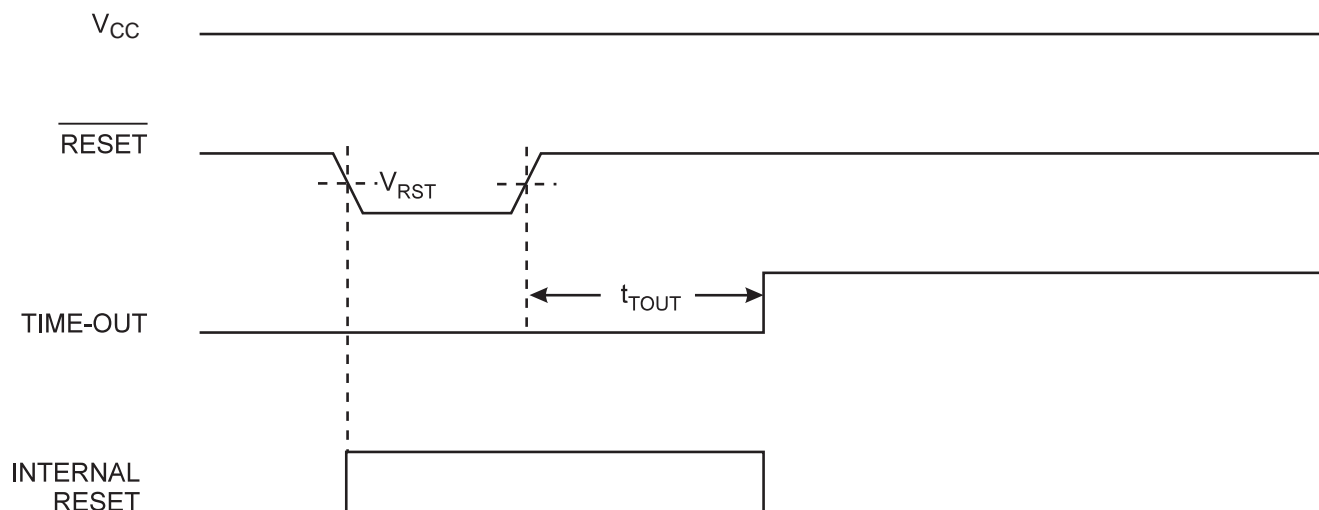 VCC
RESET
VRST
tTOUT
TIME-OUT
INTERNAL
RESET